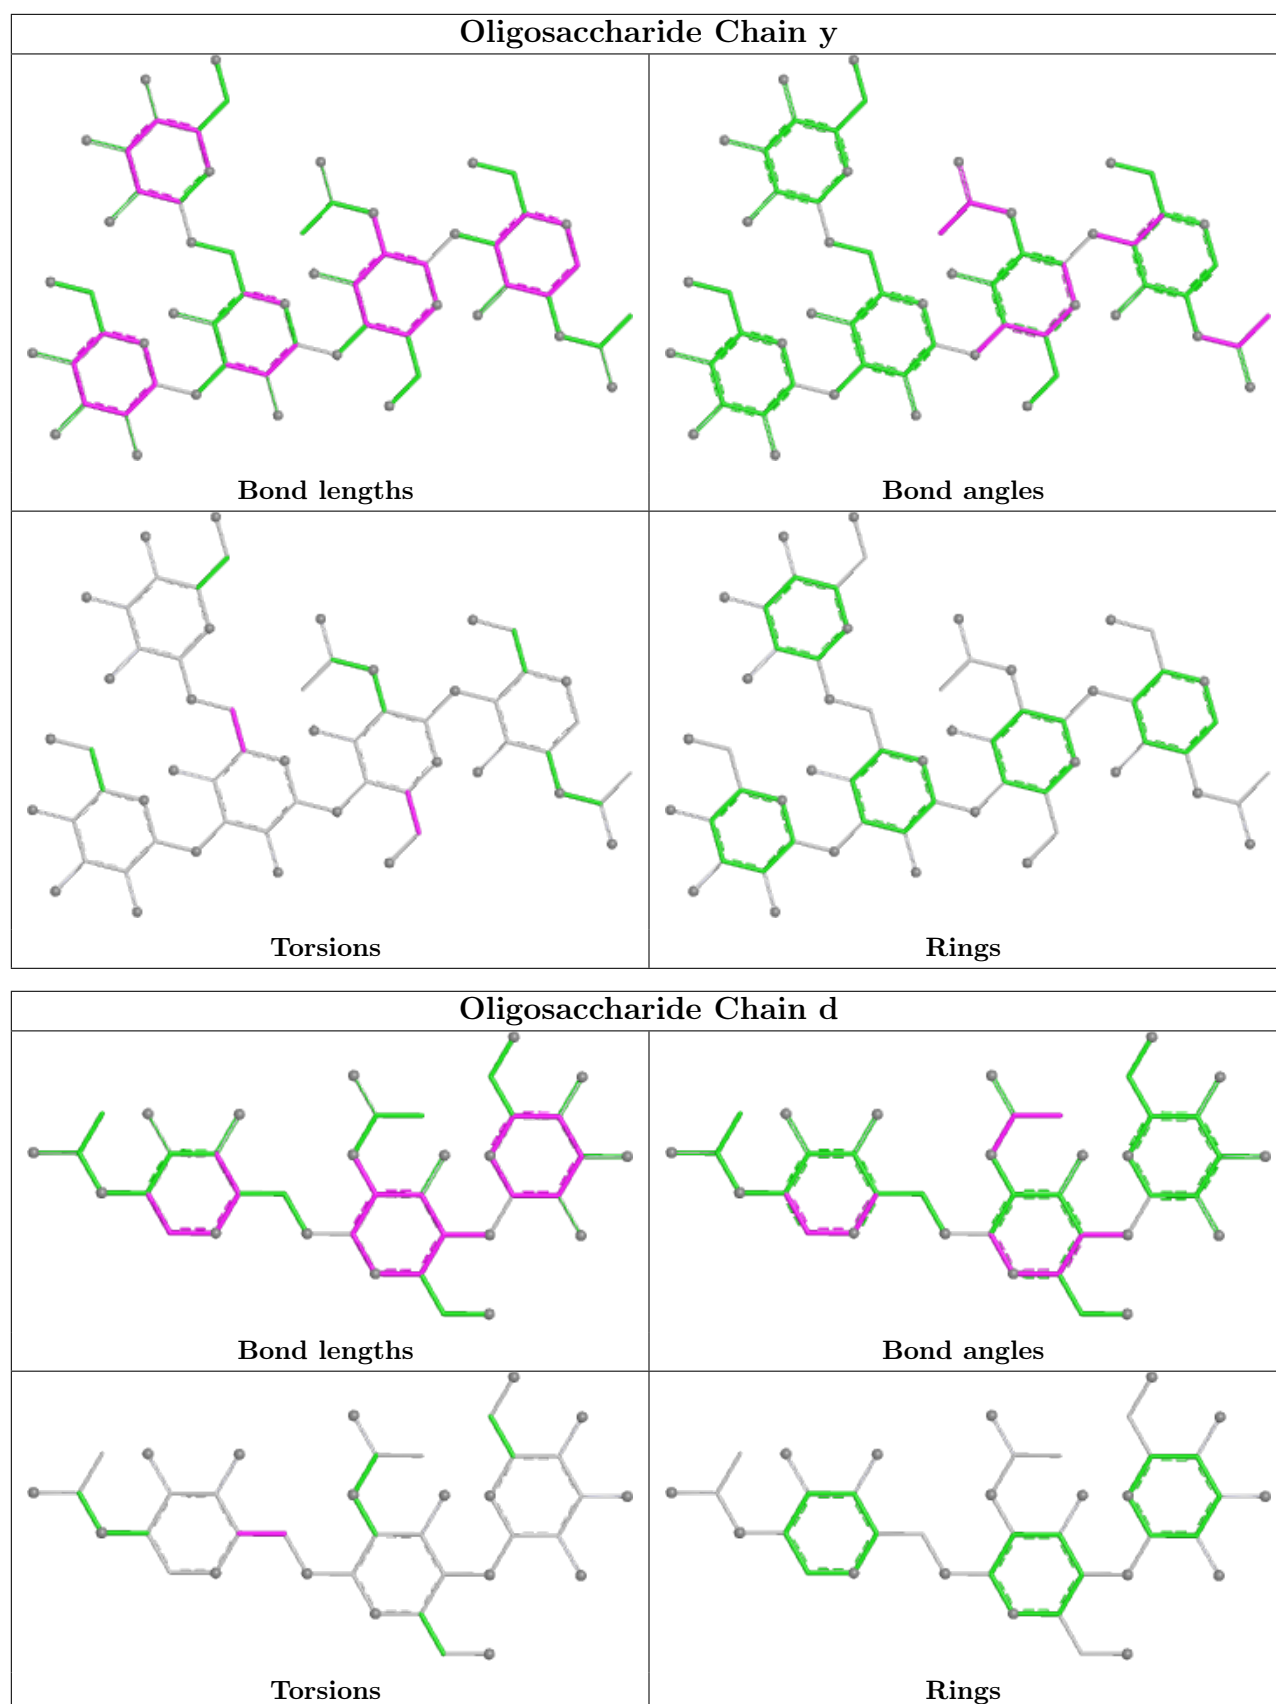 Oligosaccharide Chain y
Bond lengths
Bond angles
Torsions
Rings
Oligosaccharide Chain d
Bond lengths
Bond angles
Torsions
Rings